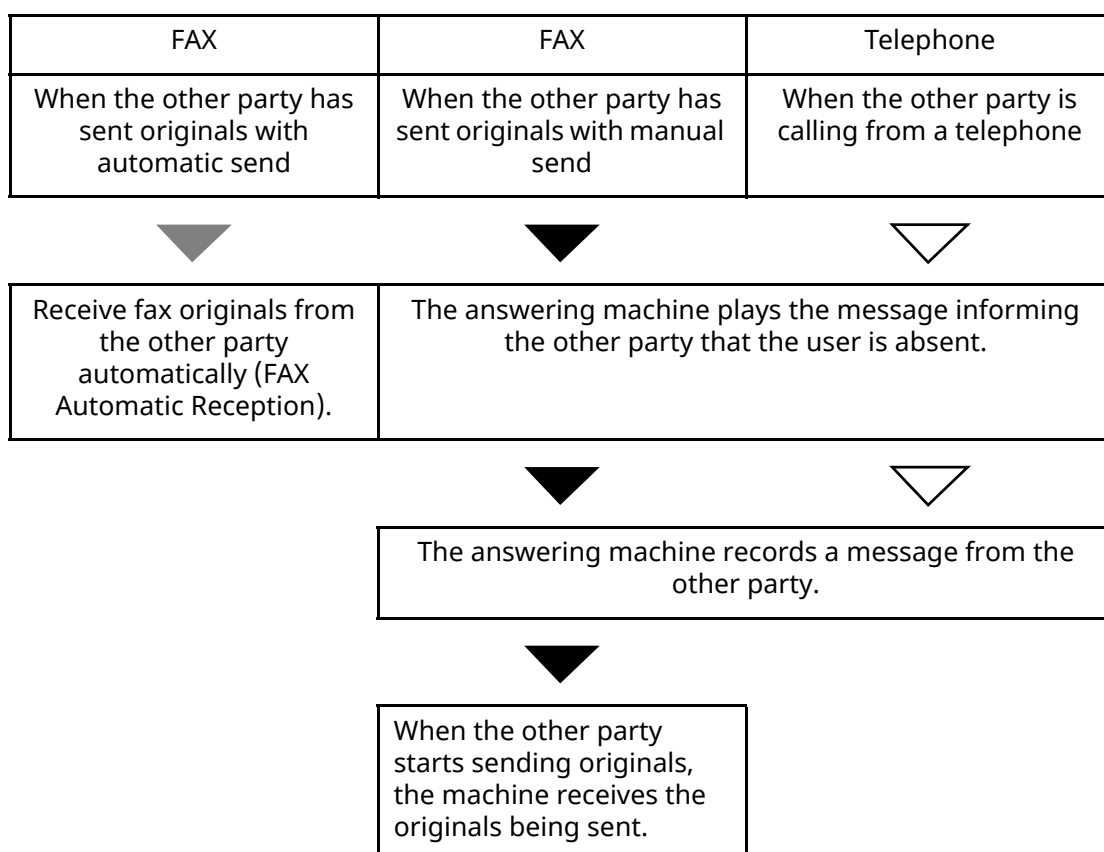 FAX
FAX
Telephone
When the other party has
sent originals with
automatic send
When the other party has
sent originals with manual
send
When the other party is
calling from a telephone
Receive fax originals from
the other party
automatically (FAX
Automatic Reception).
The answering machine plays the message informing
the other party that the user is absent.
The answering machine records a message from the
other party.
When the other party
starts sending originals,
the machine receives the
originals being sent.